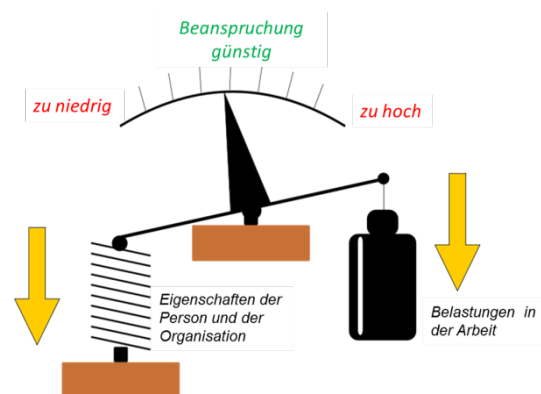 Beanspruchung
günstig
zu niedrig
zu hoch
Eigenschaften der
Person und der
Organisation
Belastungen in
der Arbeit